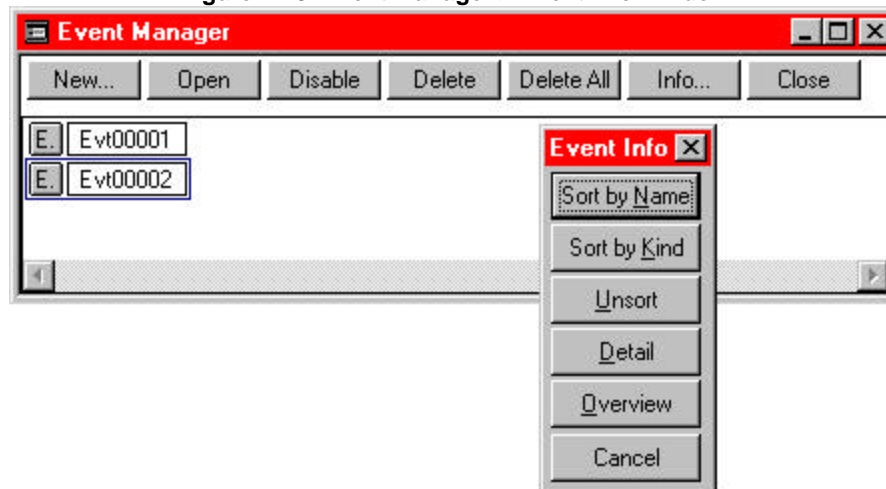 Event Manager
New... Open Disable Delete Delete All Info... Close
E. Evt00001
E. Evt00002
Event Info
Sort by Name
Sort by Kind
Unsort
Detail
Overview
Cancel